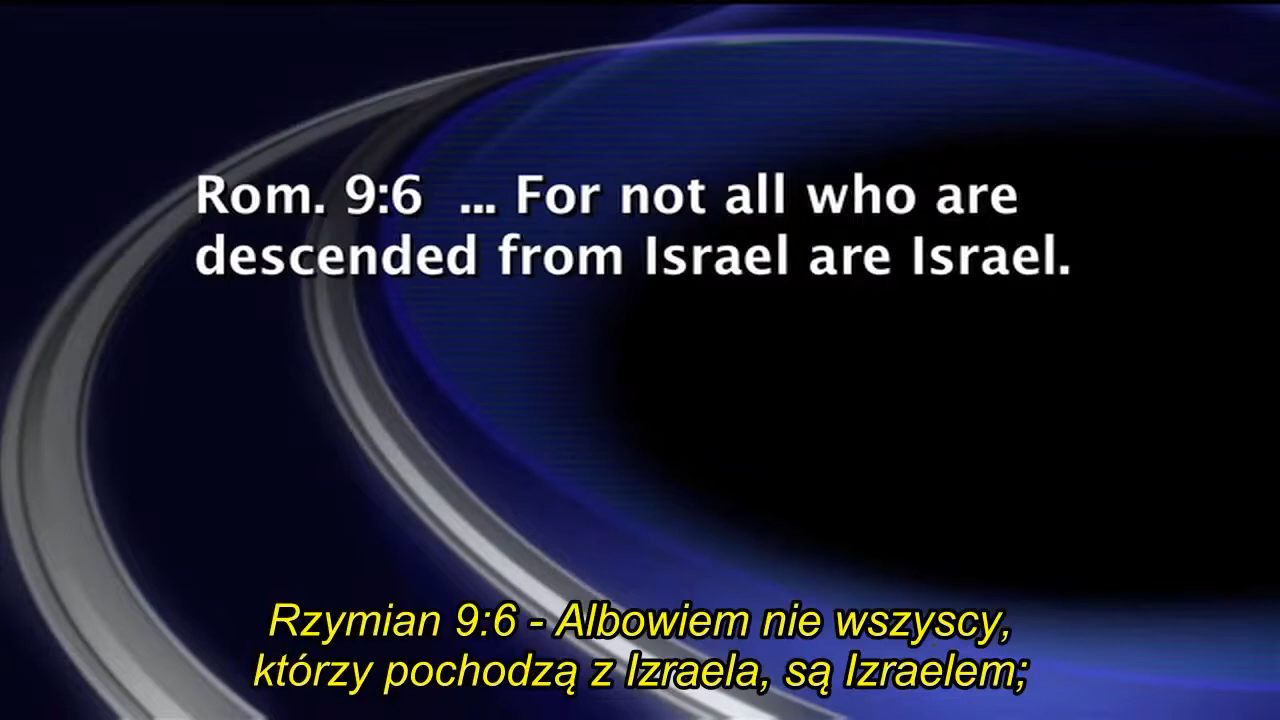 Rom. 9:6 ... For not all who are
descended from Israel are Israel.
Rzymian 9:6 - Albowiem nie wszyscy,
którzy pochodzą z Izraela, są Izraelem;